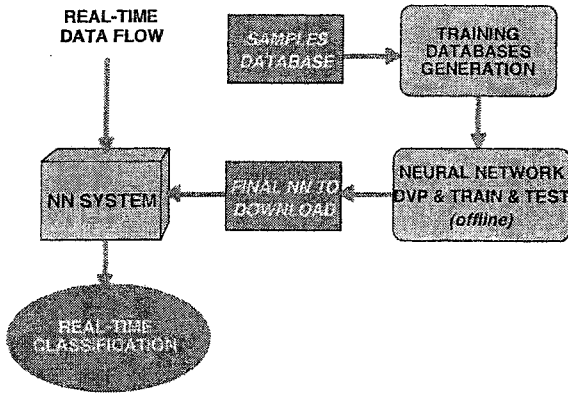 REAL-TIME
DATA FLOW
SAMPLES
DATABASE
TRAINING
DATABASES
GENERATION
NN SYSTEM
FINAL NN TO
DOWNLOAD
NEURAL NETWORK
DVP & TRAIN & TEST
(offline)
REAL-TIME
CLASSIFICATION